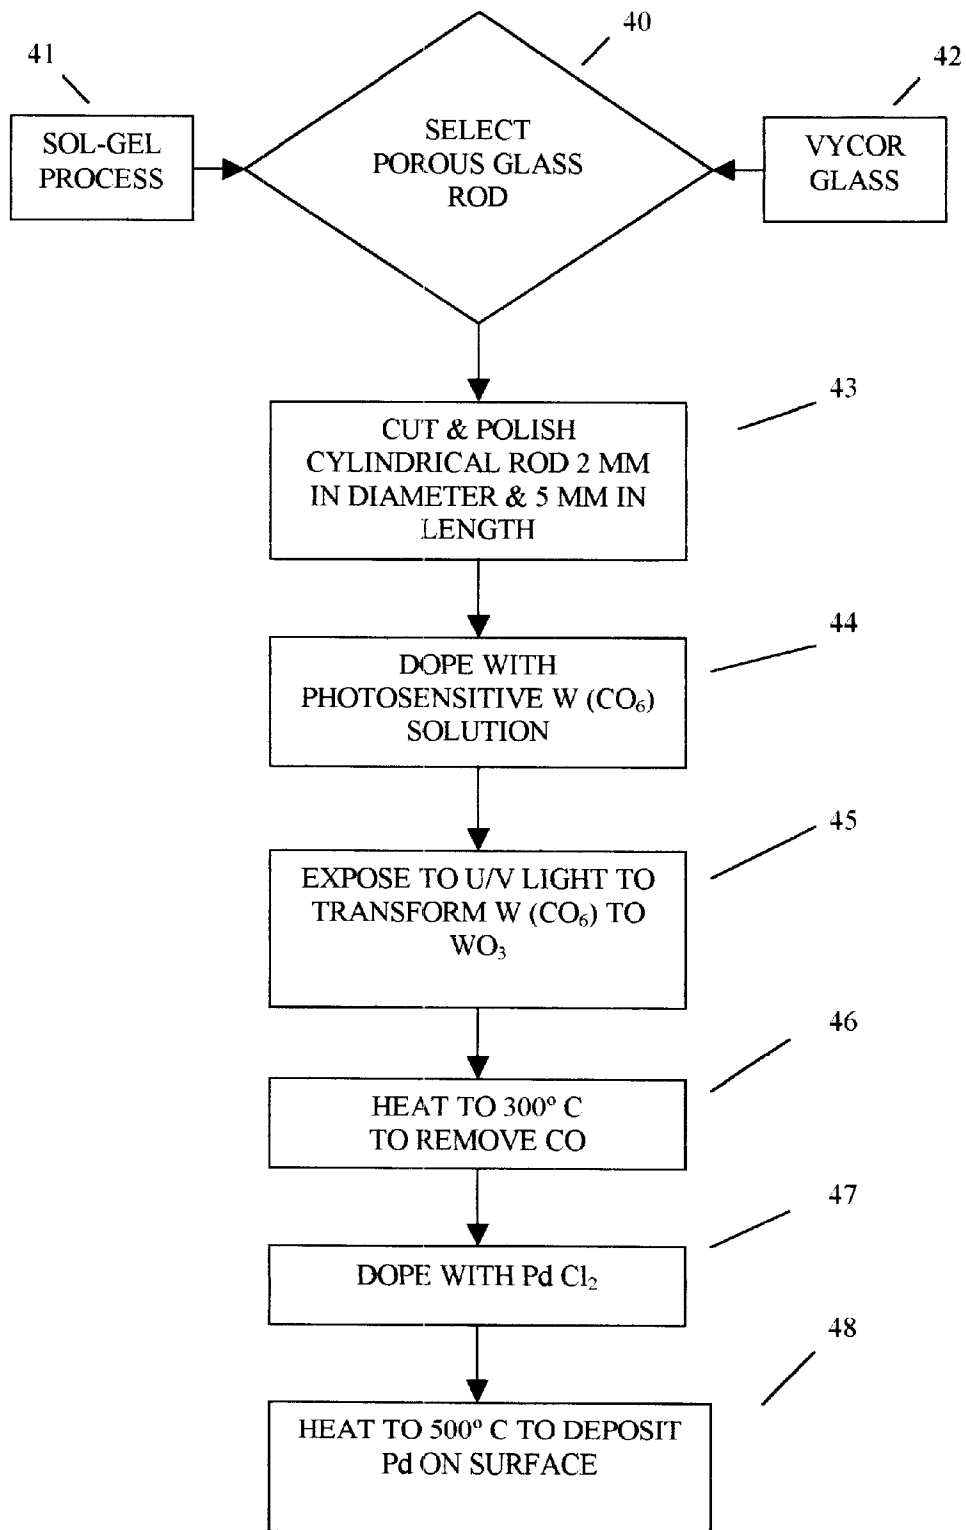 40
41
42
SOL-GEL
PROCESS
SELECT
POROUS GLASS
ROD
VYCOR
GLASS
43
CUT & POLISH
CYLINDRICAL ROD 2 MM
IN DIAMETER & 5 MM IN
LENGTH
44
DOPE WITH
PHOTOSENSITIVE W (CO₆)
SOLUTION
45
EXPOSE TO U/V LIGHT TO
TRANSFORM W (CO₆) TO
WO₃
46
HEAT TO 300º C
TO REMOVE CO
47
DOPE WITH Pd Cl₂
48
HEAT TO 500º C TO DEPOSIT
Pd ON SURFACE